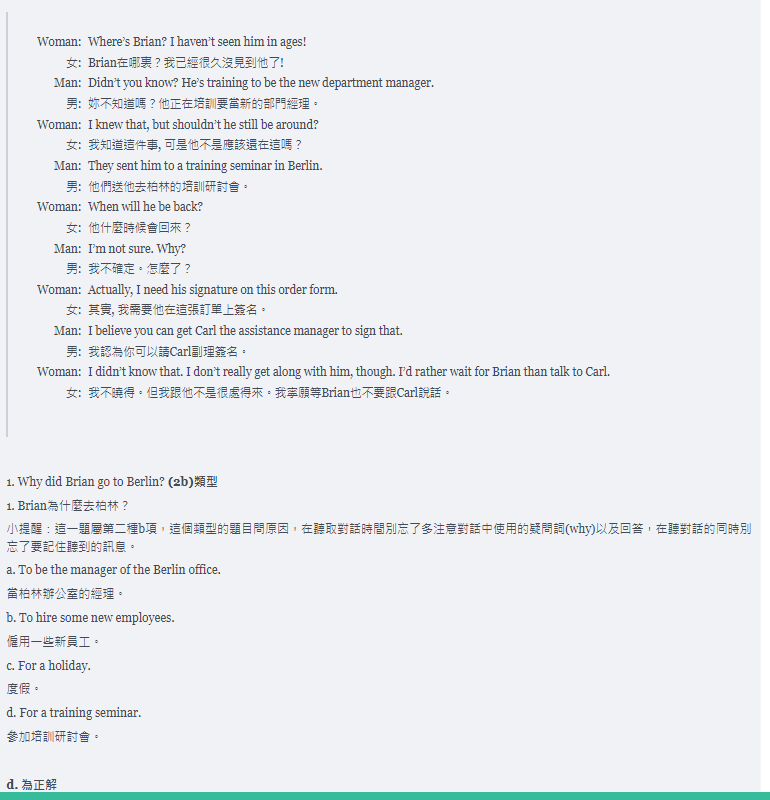 Woman: Where's Brian? I haven't seen him in ages!
女: Brian在哪裏？我已經很久沒見到他了!
Man: Didn't you know? He's training to be the new department manager.
男: 妳不知道嗎？他正在培訓要當新的部門經理。
Woman: I knew that, but shouldn't he still be around?
女: 我知道這件事, 可是他不是應該還在這嗎？
Man: They sent him to a training seminar in Berlin.
男: 他們送他去柏林的培訓研討會。
Woman: When will he be back?
女: 他什麼時候會回來？
Man: I'm not sure. Why?
男: 我不確定。怎麼了？
Woman: Actually, I need his signature on this order form.
女: 其實, 我需要他在這張訂單上簽名。
Man: I believe you can get Carl the assistance manager to sign that.
男: 我認為你可以請Carl副理簽名。
Woman: I didn't know that. I don't really get along with him, though. I'd rather wait for Brian than talk to Carl.
女: 我不曉得。但我跟他不是很處得來。我寧願等Brian也不要跟Carl說話。
1. Why did Brian go to Berlin? (2b)類型
1. Brian為什麼去柏林？
小提醒：這一題屬第二種b項，這個類型的題目問原因，在聽取對話時間別忘了多注意對話中使用的疑問詞(why)以及回答，在聽對話的同時別
忘了要記住聽到的訊息。
a. To be the manager of the Berlin office.
當柏林辦公室的經理。
b. To hire some new employees.
僱用一些新員工。
c. For a holiday.
度假。
d. For a training seminar.
參加培訓研討會。
d. 為正解